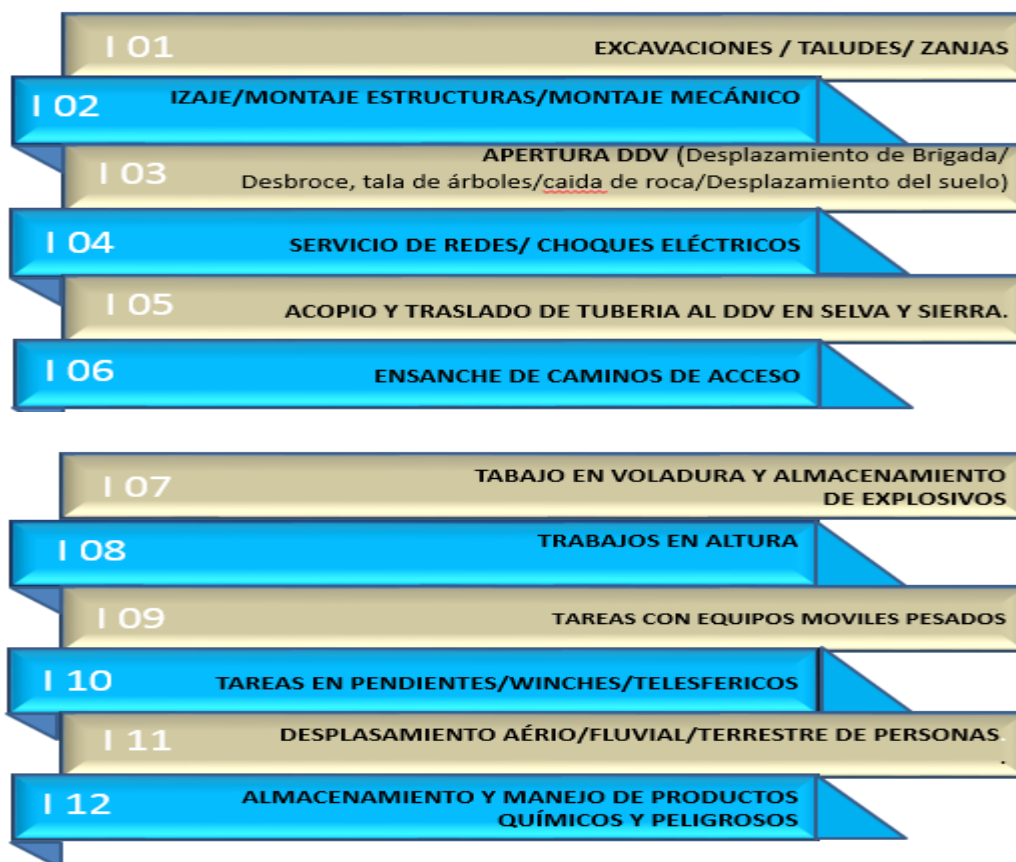 I 01
EXCAVACIONES / TALUDES/ ZANJAS
I 02
IZAJE/MONTAJE ESTRUCTURAS/MONTAJE MECÁNICO
I 03
APERTURA DDV (Desplazamiento de Brigada/
Desbroce, tala de árboles/caida de roca/Desplazamiento del suelo)
I 04
SERVICIO DE REDES/ CHOQUES ELÉCTRICOS
I 05
ACOPIO Y TRASLADO DE TUBERIA AL DDV EN SELVA Y SIERRA.
I 06
ENSANCHE DE CAMINOS DE ACCESO
I 07
TABAJO EN VOLADURA Y ALMACENAMIENTO
DE EXPLOSIVOS
I 08
TRABAJOS EN ALTURA
I 09
TAREAS CON EQUIPOS MOVILES PESADOS
I 10
TAREAS EN PENDIENTES/WINCHES/TELESFERICOS
I 11
DESPLASAMIENTO AÉRIO/FLUVIAL/TERRESTRE DE PERSONAS.
.
I 12
ALMACENAMIENTO Y MANEJO DE PRODUCTOS
QUÍMICOS Y PELIGROSOS